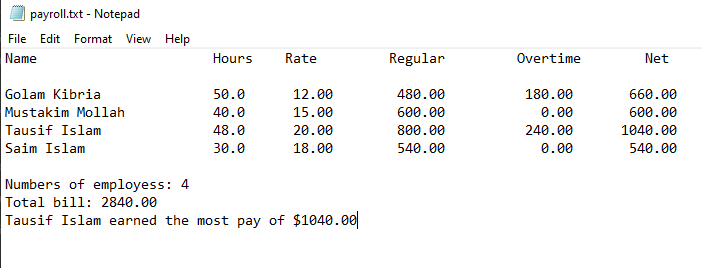 payroll.txt - Notepad
File Edit Format View Help
Name Hours Rate Regular Overtime Net
Golam Kibria 50.0 12.00 480.00 180.00 660.00
Mustakim Mollah 40.0 15.00 600.00 0.00 600.00
Tausif Islam 48.0 20.00 800.00 240.00 1040.00
Saim Islam 30.0 18.00 540.00 0.00 540.00
Numbers of employess: 4
Total bill: 2840.00
Tausif Islam earned the most pay of $1040.00